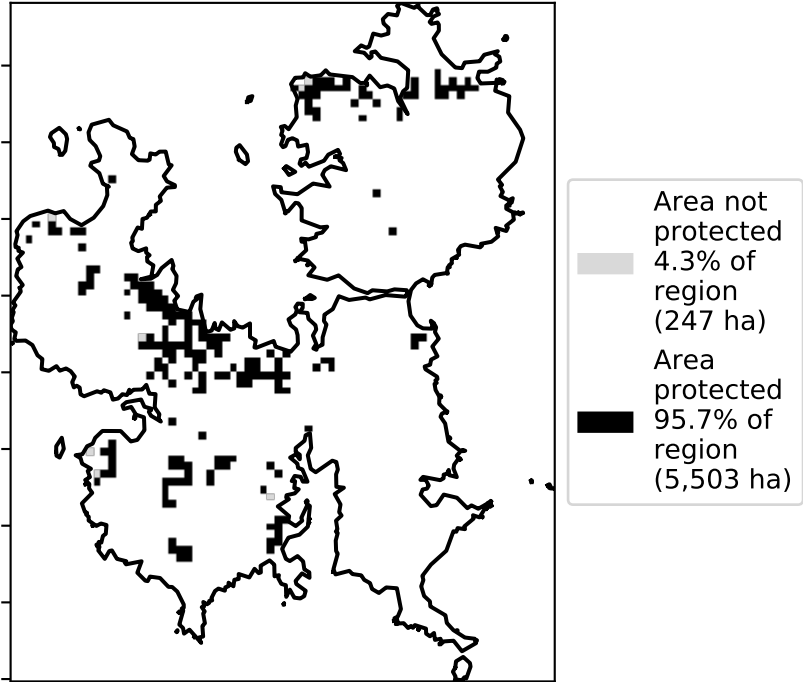 Area not
protected
4.3% of
region
(247 ha)
Area
protected
95.7% of
region
(5,503 ha)